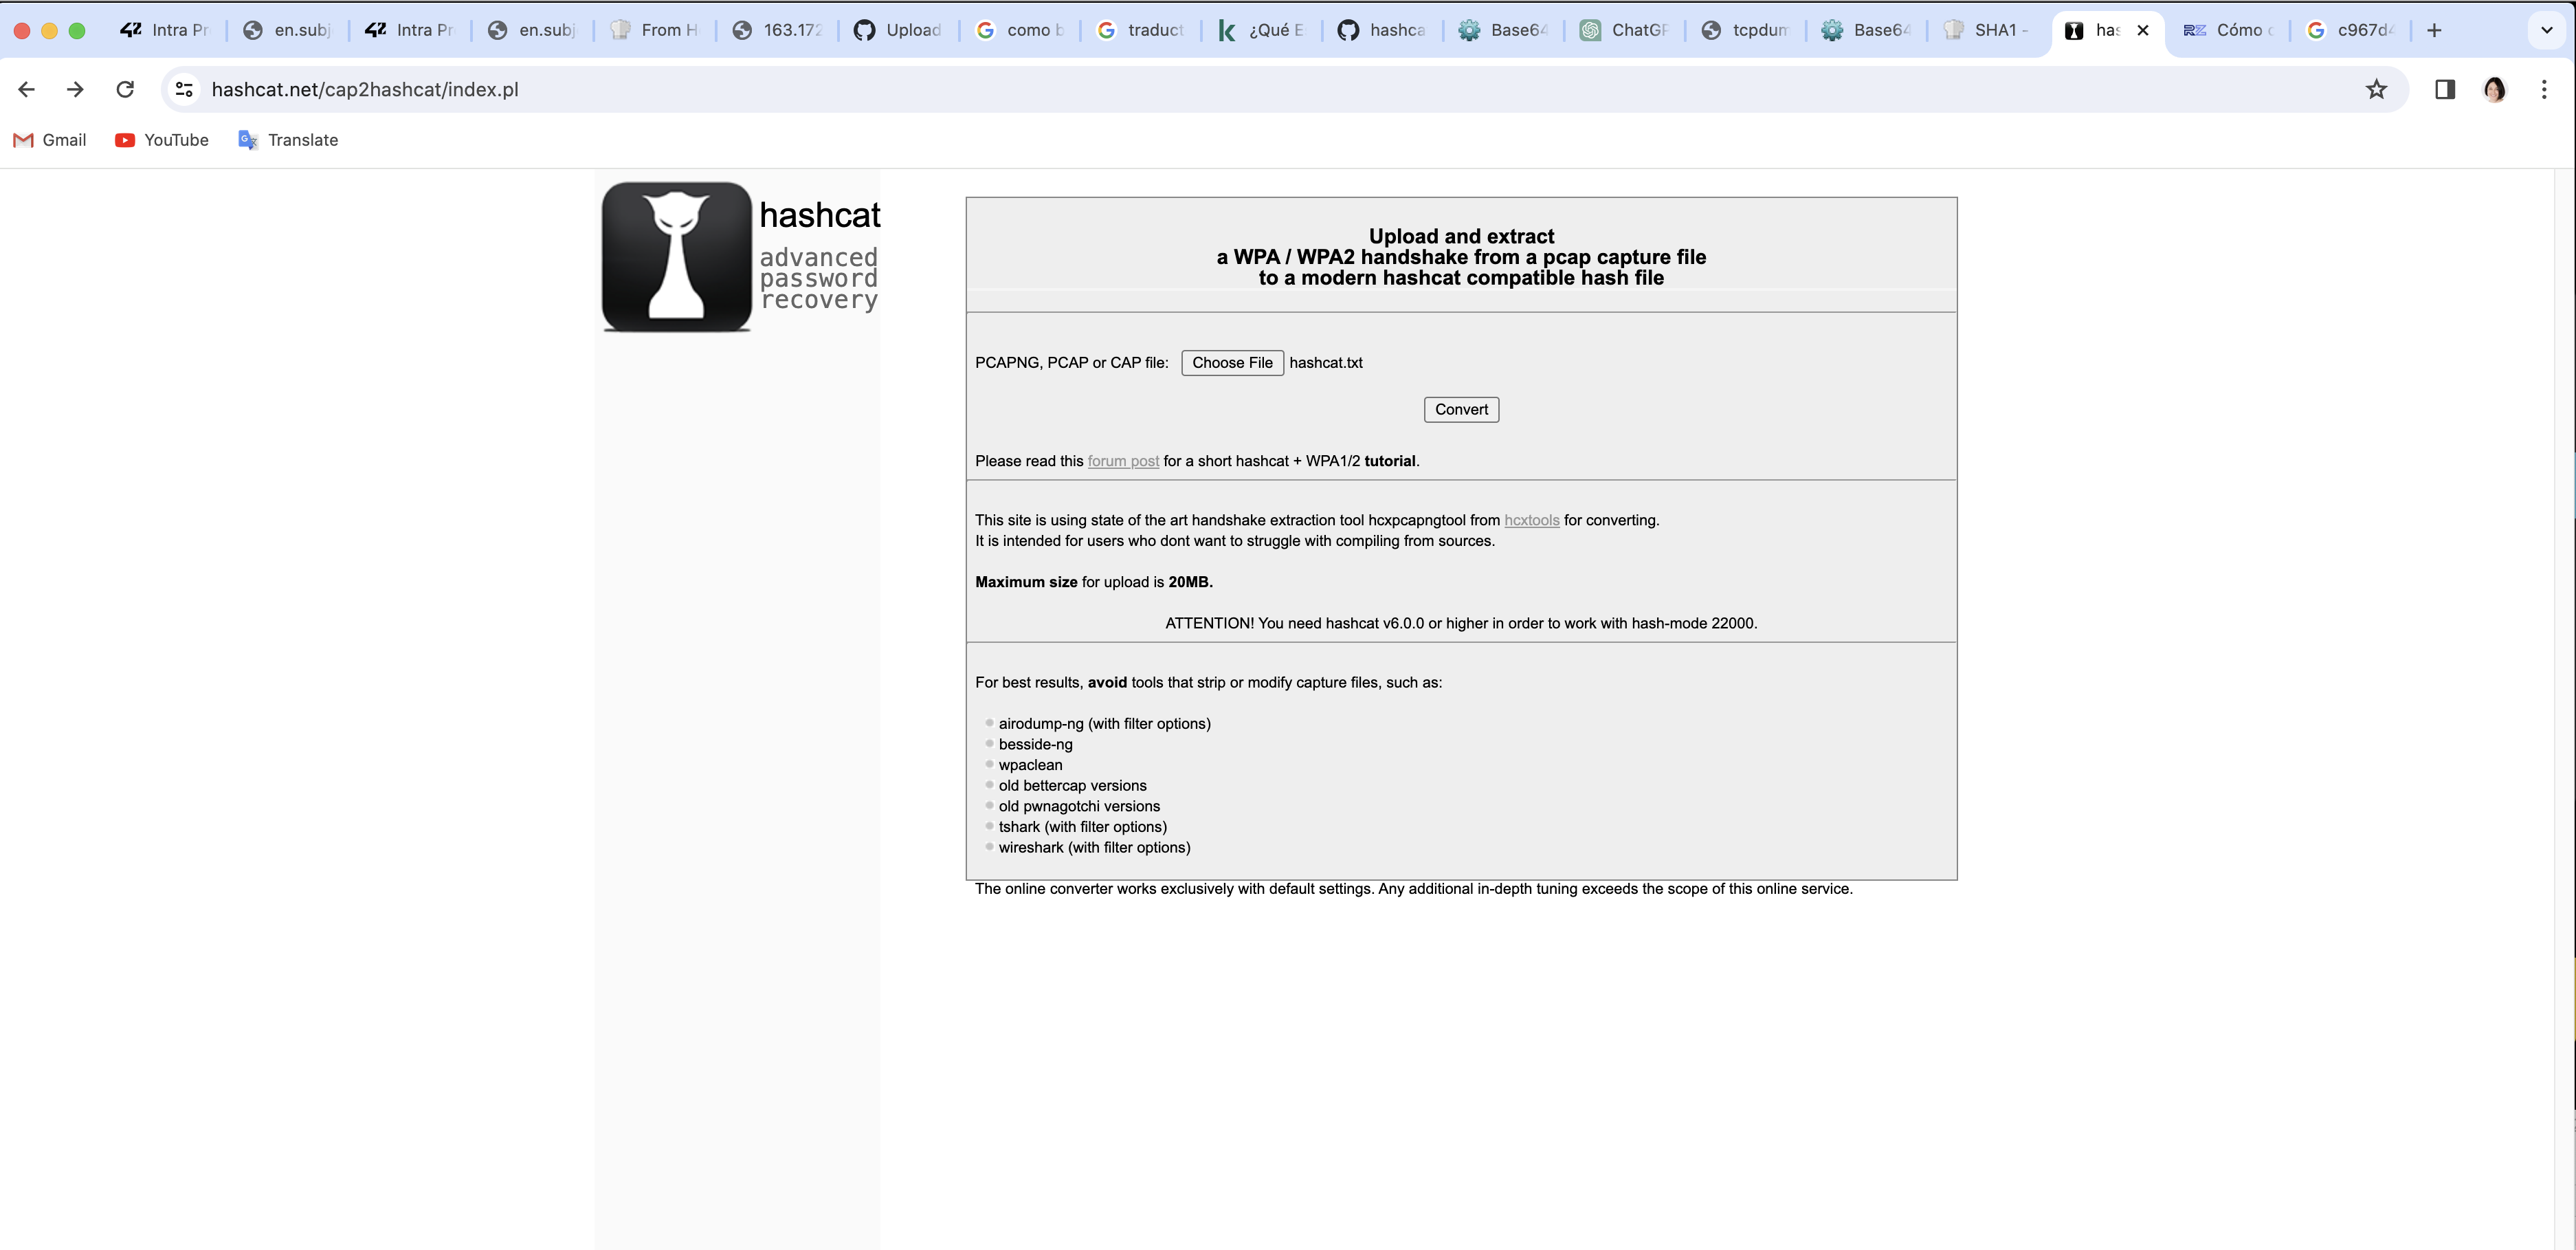 Intra Pr
en.subj
Intra Pr
en.subj
From H
163.172
Upload
como b
traduct
¿Qué E
hashca
Base64
ChatGP
tcpdum
Base64
SHA1 -
has
Cómo c
c967d4
hashcat.net/cap2hashcat/index.pl
Gmail
YouTube
Translate
hashcat
advanced
password
recovery
Upload and extract
a WPA / WPA2 handshake from a pcap capture file
to a modern hashcat compatible hash file
PCAPNG, PCAP or CAP file: Choose File hashcat.txt
Convert
Please read this forum post for a short hashcat + WPA1/2 tutorial.
This site is using state of the art handshake extraction tool hcxpcapngtool from hcxtools for converting.
It is intended for users who dont want to struggle with compiling from sources.
Maximum size for upload is 20MB.
ATTENTION! You need hashcat v6.0.0 or higher in order to work with hash-mode 22000.
For best results, avoid tools that strip or modify capture files, such as:
airodump-ng (with filter options)
besside-ng
wpaclean
old bettercap versions
old pwnagotchi versions
tshark (with filter options)
wireshark (with filter options)
The online converter works exclusively with default settings. Any additional in-depth tuning exceeds the scope of this online service.